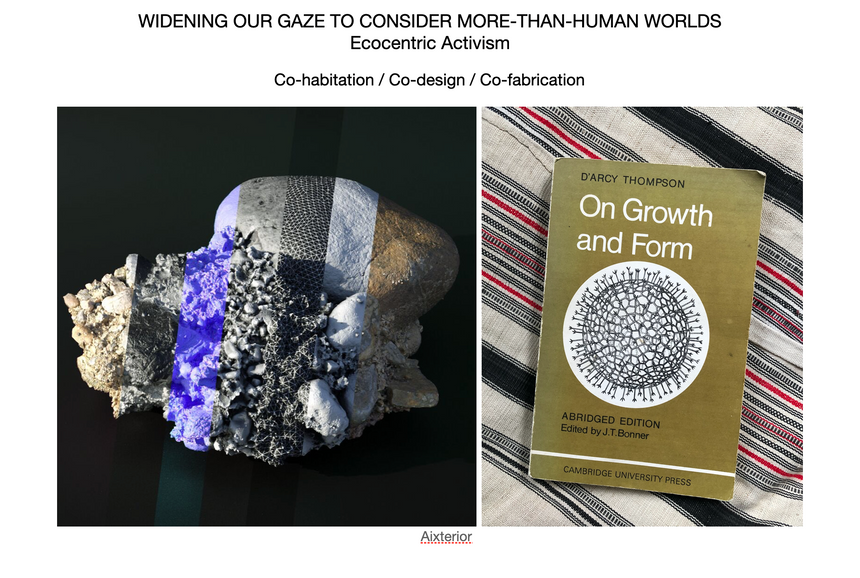 WIDENING OUR GAZE TO CONSIDER MORE-THAN-HUMAN WORLDS
Ecocentric Activism
Co-habitation / Co-design / Co-fabrication
D'ARCY THOMPSON
On Growth
and Form
ABRIDGED EDITION
Edited by J.T.Bonner
CAMBRIDGE UNIVERSITY PRESS
Aixterior